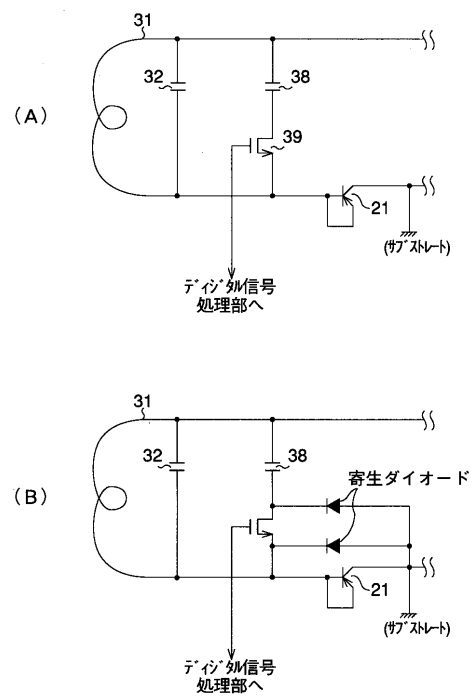 31
(A)
32
38
39
21
(サブストレート)
ディジタル信号
処理部へ
31
(B)
32
38
寄生ダイオード
21
(サブストレート)
ディジタル信号
処理部へ